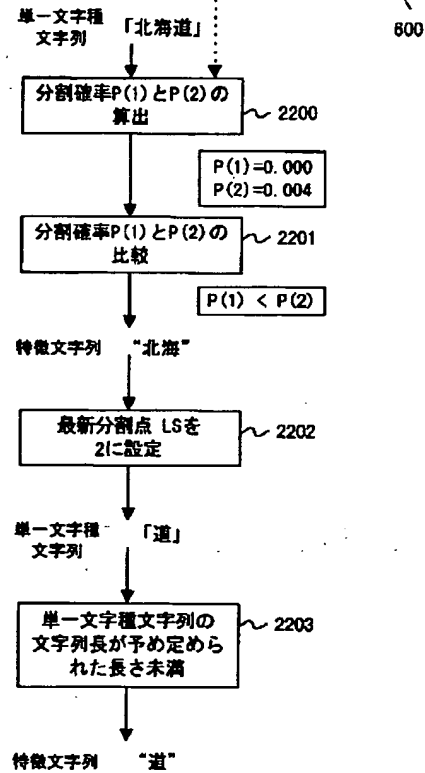 単一文字種
文字列
「北海道」
600
分割確率P(1)とP(2)の
算出
2200
P(1)=0.000
P(2)=0.004
分割確率P(1)とP(2)の
比較
2201
P(1) < P(2)
特徴文字列 “北海”
最新分割点 LSを
2に設定
2202
単一文字種
文字列
「道」
単一文字種文字列の
文字列長が予め定めら
れた長さ未満
2203
特徴文字列 “道”